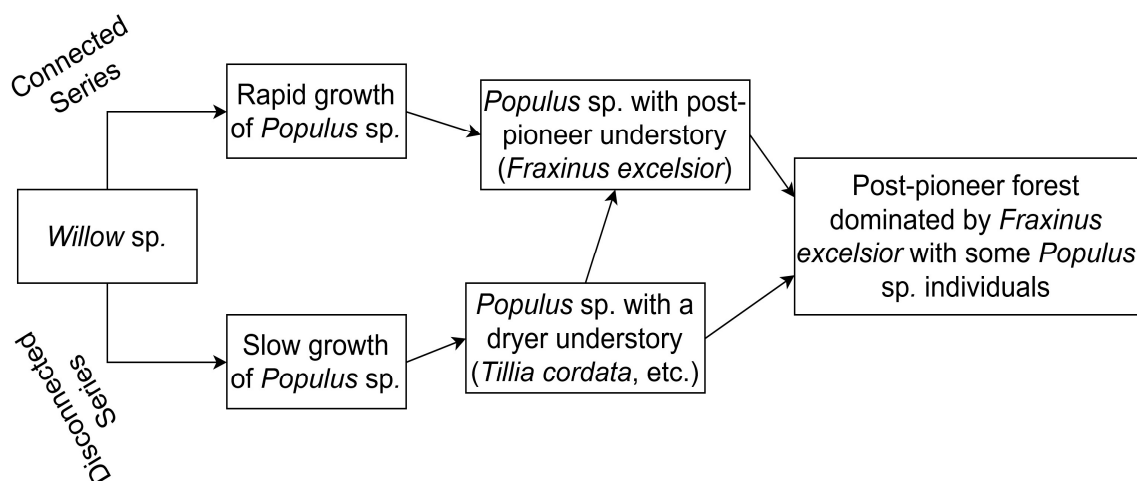 Connected
Series
Rapid growth
of Populus sp.
Populus sp. with post-
pioneer understory
(Fraxinus excelsior)
Willow sp.
Post-pioneer forest
dominated by Fraxinus
excelsior with some Populus
sp. individuals
Slow growth
of Populus sp.
Populus sp. with a
dryer understory
(Tillia cordata, etc.)
Disconnected
Series